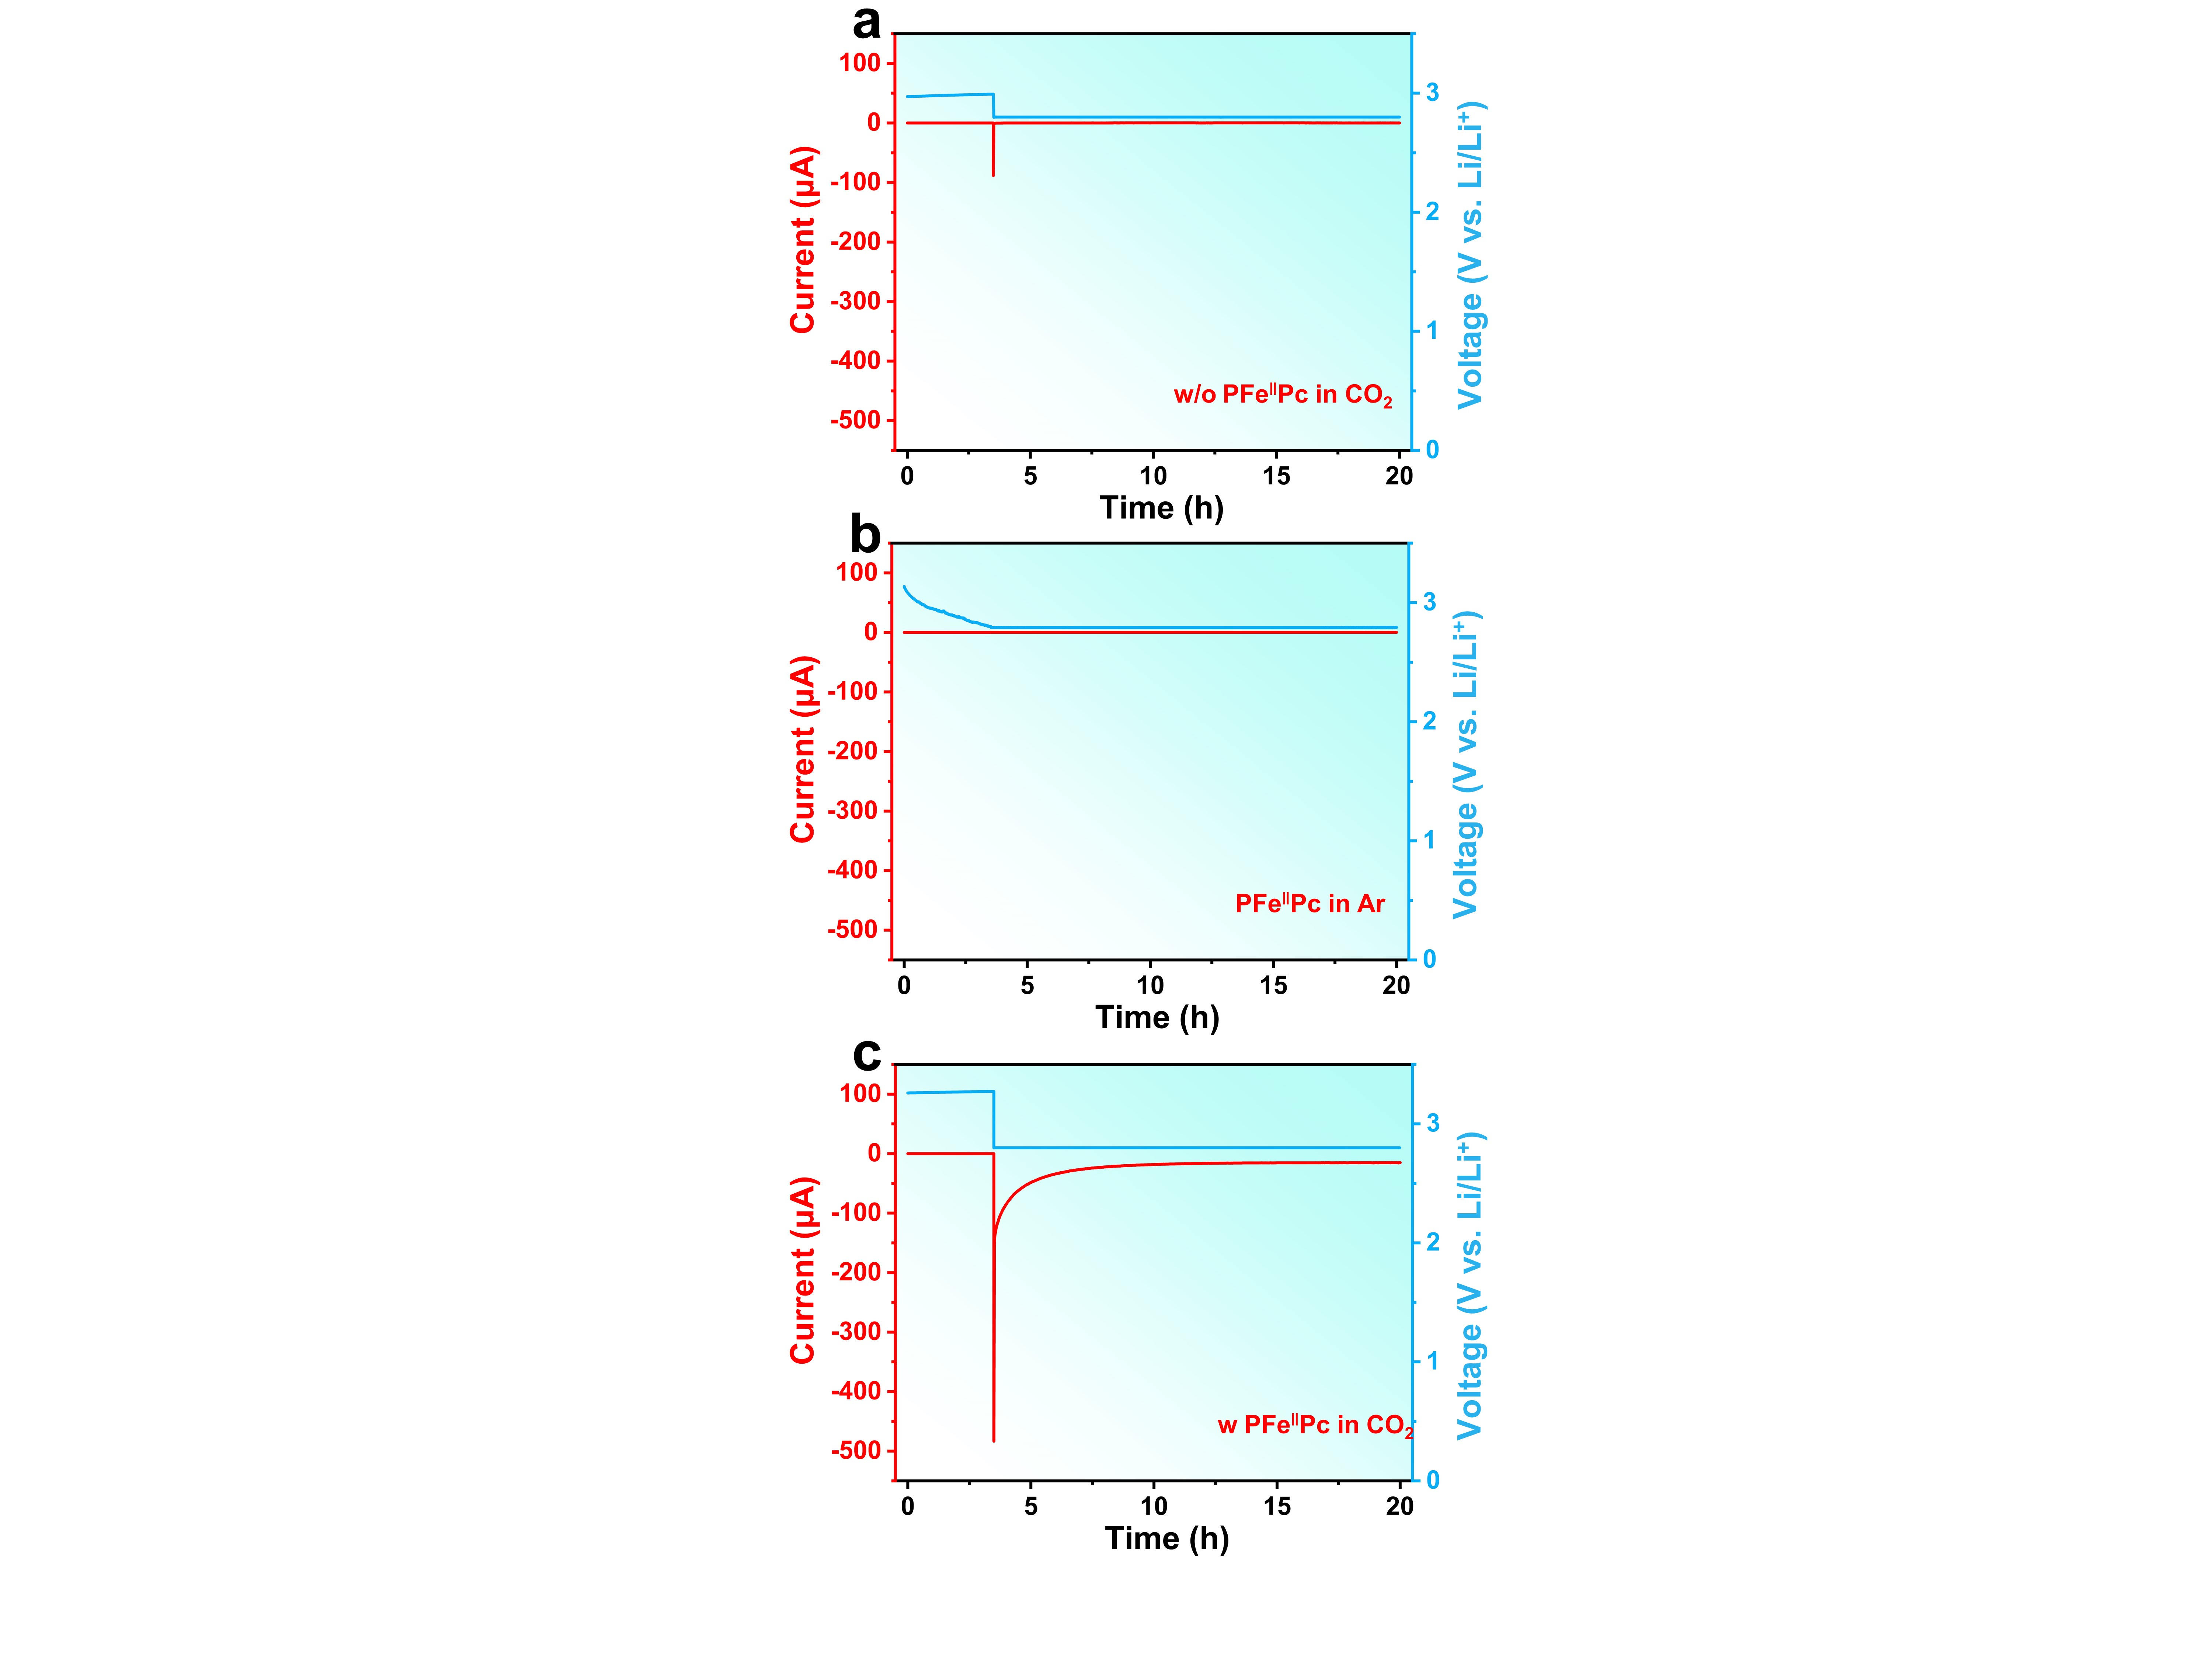 a
100
0
-100
-200
-300
-400
-500
Current (µA)
3
2
1
0
Voltage (V vs. Li/Li⁺)
w/o PFeᴵᴵPc in CO₂
0 5 10 15 20
Time (h)
b
100
0
-100
-200
-300
-400
-500
Current (µA)
3
2
1
0
Voltage (V vs. Li/Li⁺)
PFeᴵᴵPc in Ar
0 5 10 15 20
Time (h)
c
100
0
-100
-200
-300
-400
-500
Current (µA)
3
2
1
0
Voltage (V vs. Li/Li⁺)
w PFeᴵᴵPc in CO₂
0 5 10 15 20
Time (h)